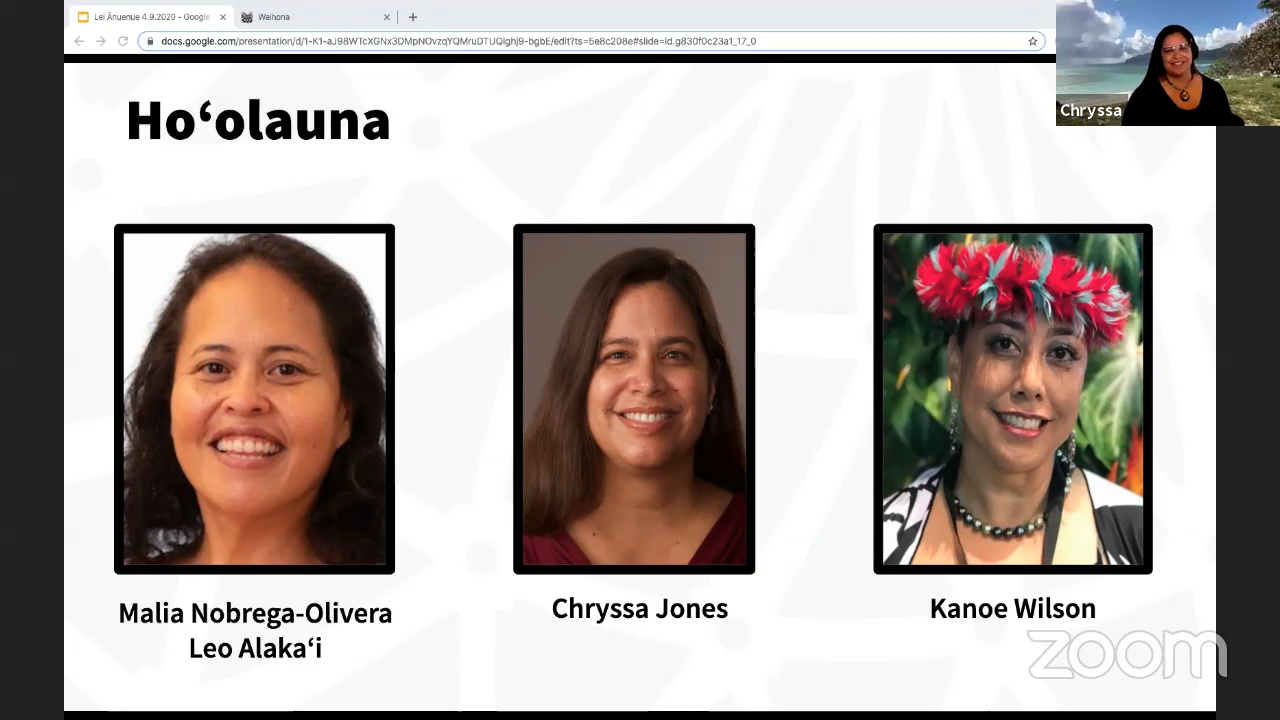 Lei Ānuenue 4.9.2020 - Google
Waihona
docs.google.com/presentation/d/1-K1-aJ98WTcXGNx3DMpNOvzqYQMruDTUQlghj9-bgbE/edit?ts=5e8c208e#slide=id.g830f0c23a1_17_0
Chryssa
Hoʻolauna
Malia Nobrega-Olivera
Leo Alakaʻi
Chryssa Jones
Kanoe Wilson
zoom